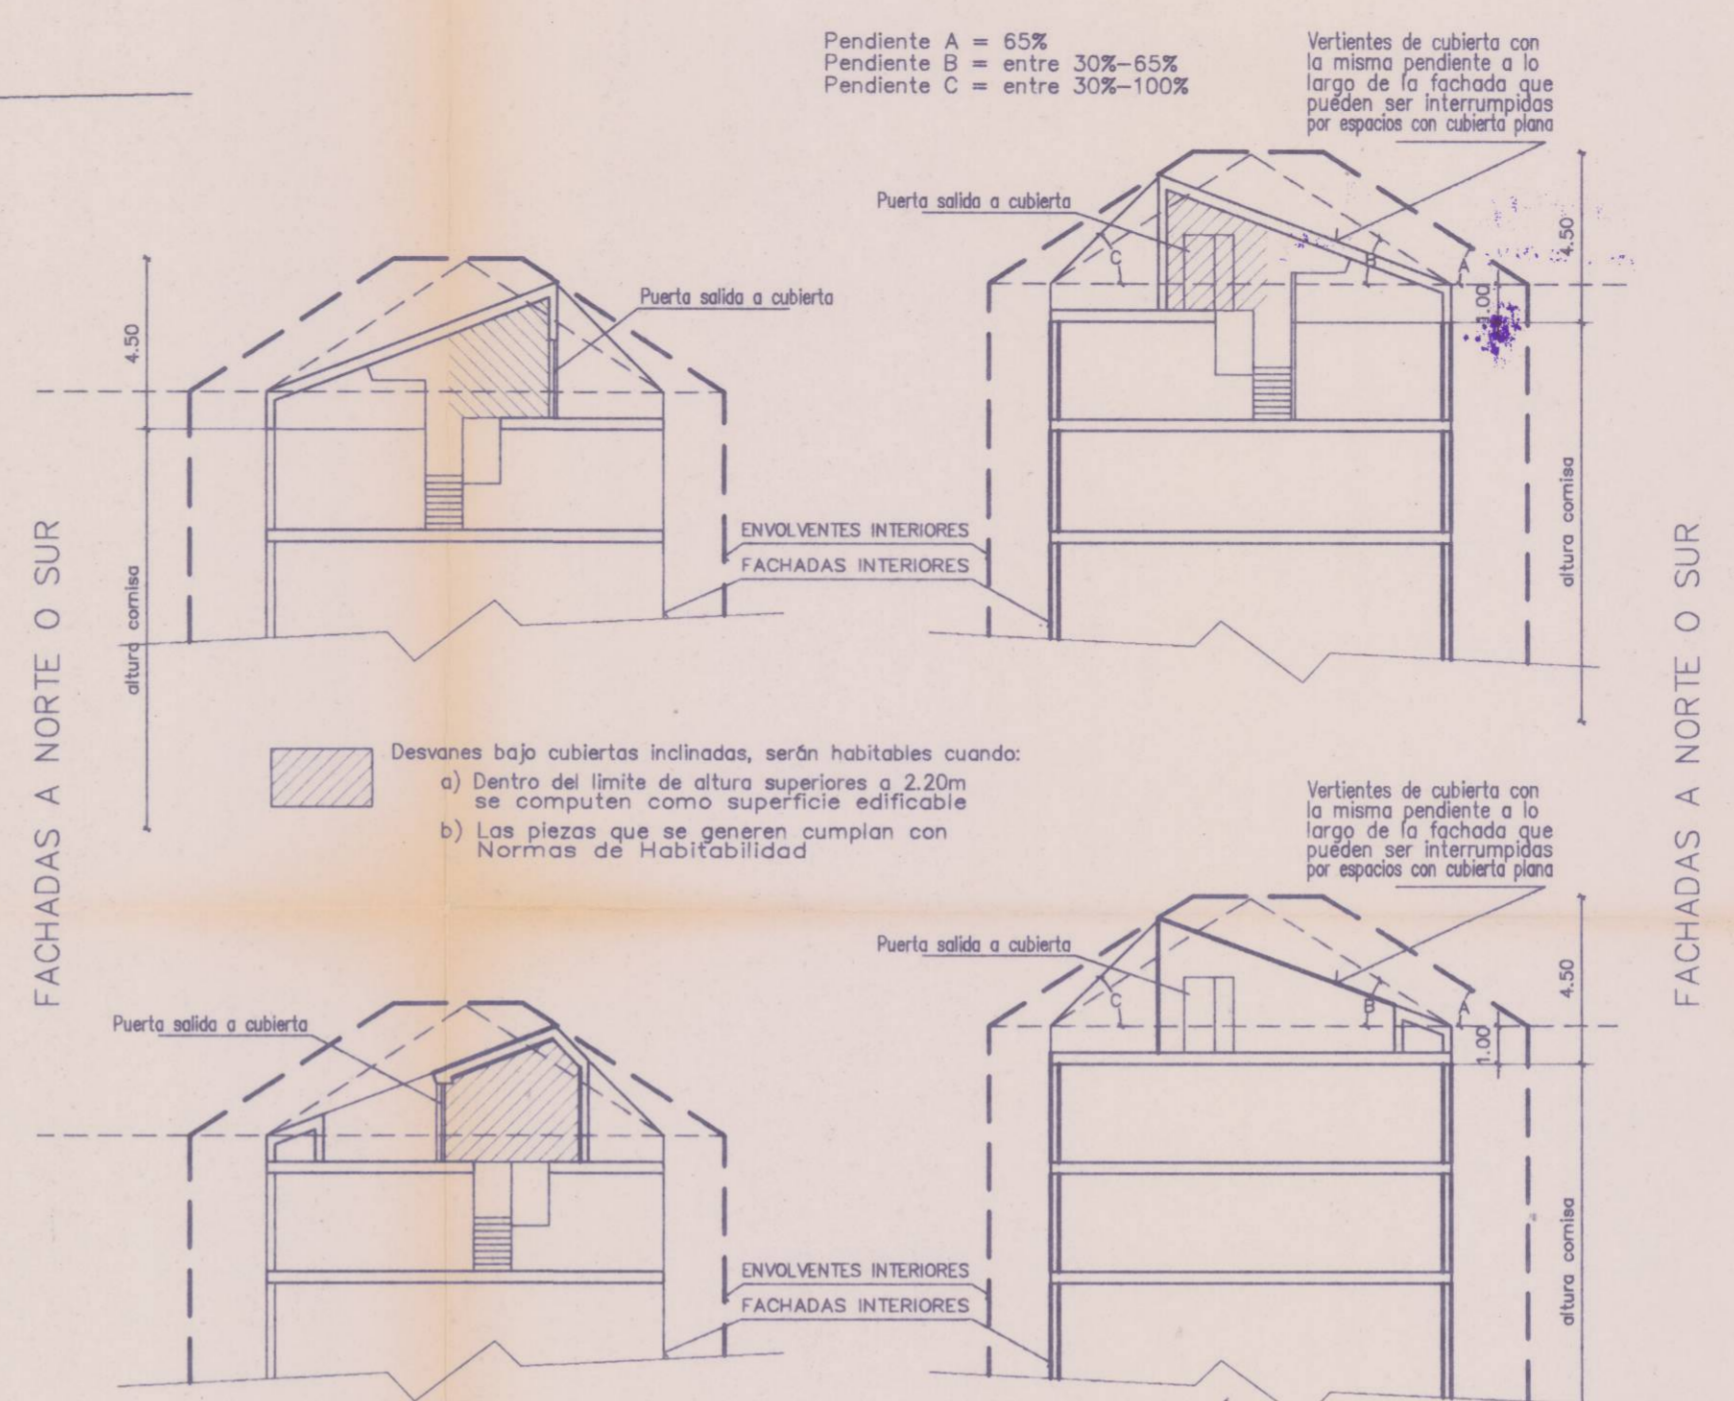 Pendiente A = 65%
Pendiente B = entre 30%-65%
Pendiente C = entre 30%-100%
Vertientes de cubierta con
la misma pendiente a lo
largo de la fachada que
pueden ser interrumpidas
por espacios con cubierta plana
Puerta salida a cubierta
4.50
C
B
A
1.00
Puerta salida a cubierta
4.50
altura cornisa
altura cornisa
ENVOLVENTES INTERIORES
FACHADAS INTERIORES
FACHADAS A NORTE O SUR
FACHADAS A NORTE O SUR
Desvanes bajo cubiertas inclinadas, serán habitables cuando:
a) Dentro del limite de altura superiores a 2.20m
se computen como superficie edificable
b) Las piezas que se generen cumplan con
Normas de Habitabilidad
Vertientes de cubierta con
la misma pendiente a lo
largo de la fachada que
pueden ser interrumpidas
por espacios con cubierta plana
Puerta salida a cubierta
4.50
C
B
A
1.00
Puerta salida a cubierta
altura cornisa
ENVOLVENTES INTERIORES
FACHADAS INTERIORES